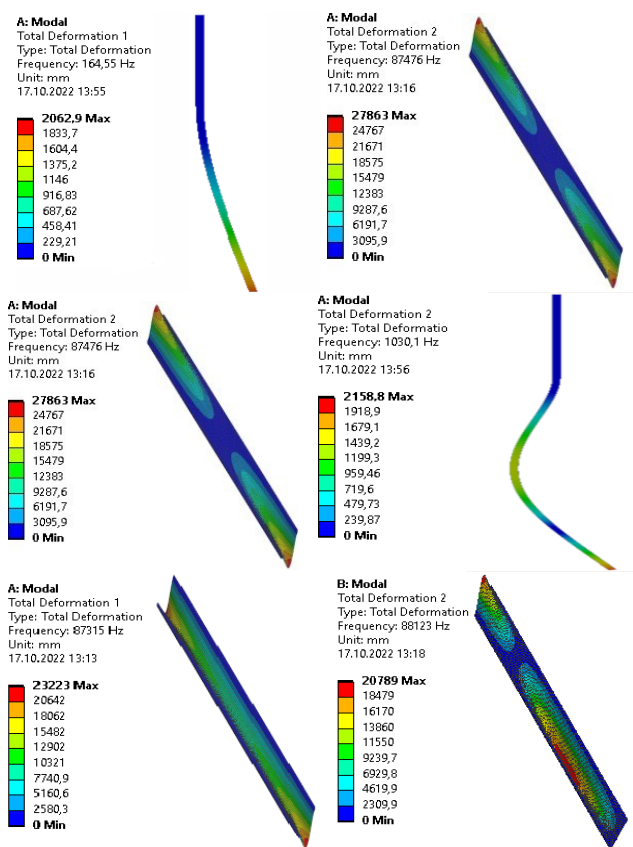 A: Modal
Total Deformation 1
Type: Total Deformation
Frequency: 164,55 Hz
Unit: mm
17.10.2022 13:55
2062,9 Max
1833,7
1604,4
1375,2
1146
916,83
687,62
458,41
229,21
0 Min
A: Modal
Total Deformation 2
Type: Total Deformation
Frequency: 87476 Hz
Unit: mm
17.10.2022 13:16
27863 Max
24767
21671
18575
15479
12383
9287,6
6191,7
3095,9
0 Min
A: Modal
Total Deformation 2
Type: Total Deformation
Frequency: 87476 Hz
Unit: mm
17.10.2022 13:16
27863 Max
24767
21671
18575
15479
12383
9287,6
6191,7
3095,9
0 Min
A: Modal
Total Deformation 2
Type: Total Deformatio
Frequency: 1030,1 Hz
Unit: mm
17.10.2022 13:56
2158,8 Max
1918,9
1679,1
1439,2
1199,3
959,46
719,6
479,73
239,87
0 Min
A: Modal
Total Deformation 1
Type: Total Deformation
Frequency: 87315 Hz
Unit: mm
17.10.2022 13:13
23223 Max
20642
18062
15482
12902
10321
7740,9
5160,6
2580,3
0 Min
B: Modal
Total Deformation 2
Type: Total Deformation
Frequency: 88123 Hz
Unit: mm
17.10.2022 13:18
20789 Max
18479
16170
13860
11550
9239,7
6929,8
4619,9
2309,9
0 Min